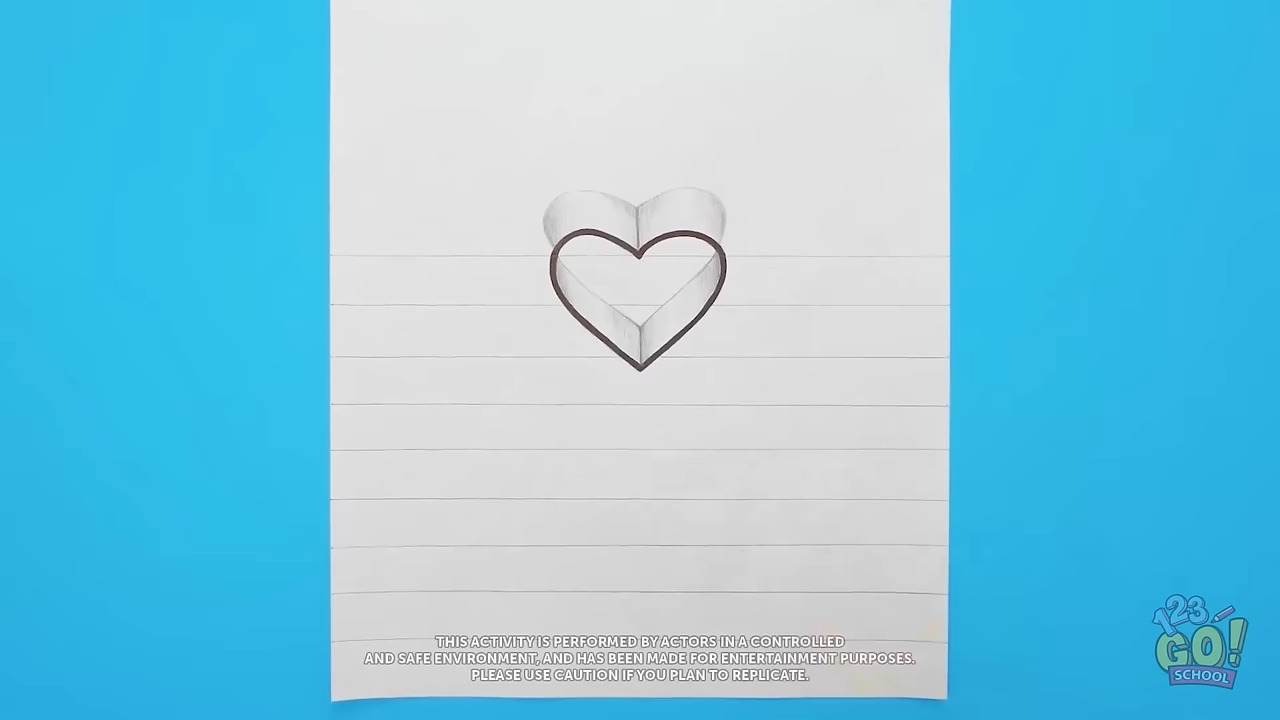 THIS ACTIVITY IS PERFORMED BY ACTORS IN A CONTROLLED
AND SAFE ENVIRONMENT, AND HAS BEEN MADE FOR ENTERTAINMENT PURPOSES.
PLEASE USE CAUTION IF YOU PLAN TO REPLICATE.
123
GO!
SCHOOL